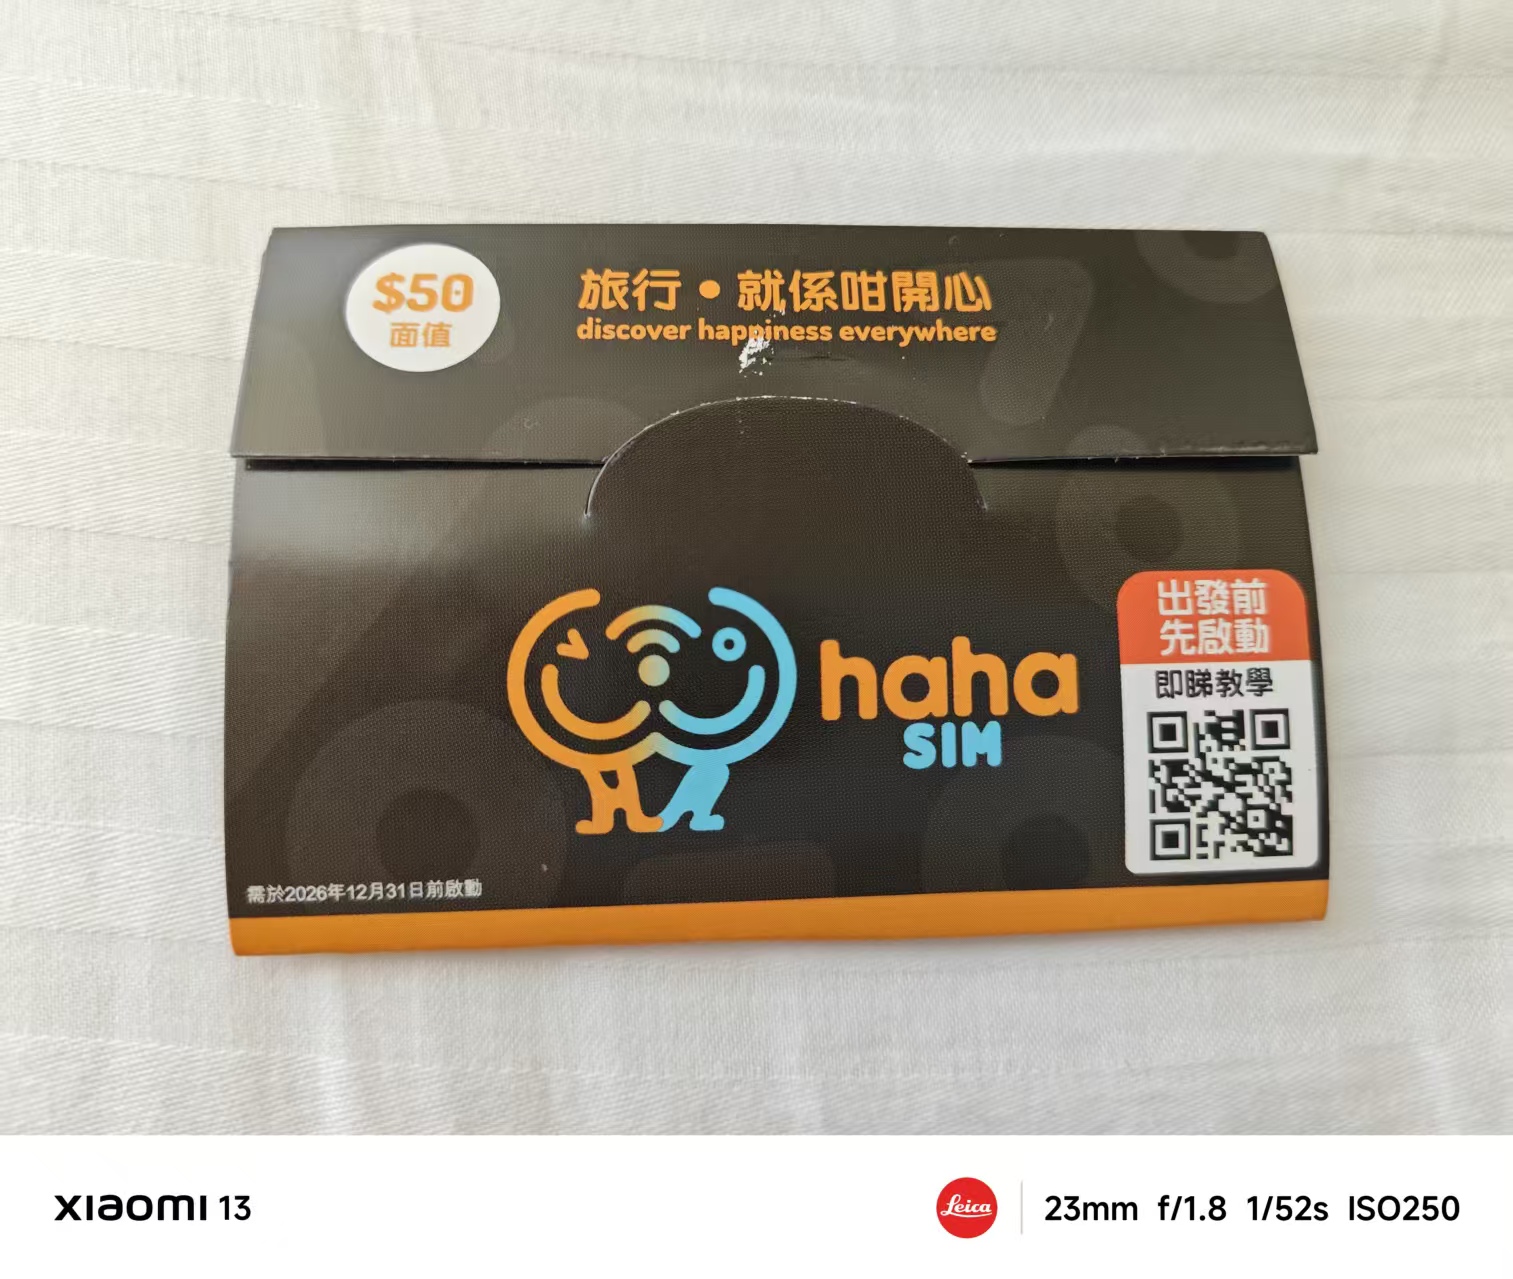 $50
面值
旅行•就係咁開心
discover happiness everywhere
haha
SIM
出發前
先啟動
即睇教學
需於2026年12月31日前啟動
XIAOMI 13
Leica
23mm f/1.8 1/52s ISO250